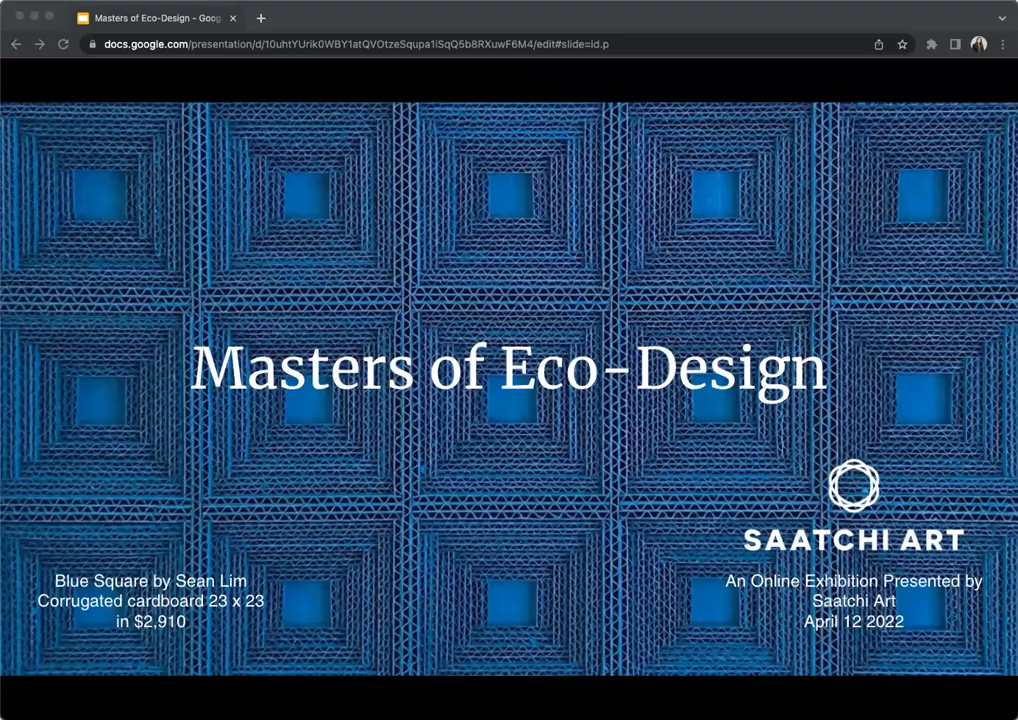 Masters of Eco-Design - Goog
docs.google.com/presentation/d/10uhtYUrik0WBY1atQVOtzeSqupa1iSqQ5b8RXuwF6M4/edit#slide=id.p
Masters of Eco-Design
SAATCHI ART
Blue Square by Sean Lim
Corrugated cardboard 23 x 23
in $2,910
An Online Exhibition Presented by
Saatchi Art
April 12 2022